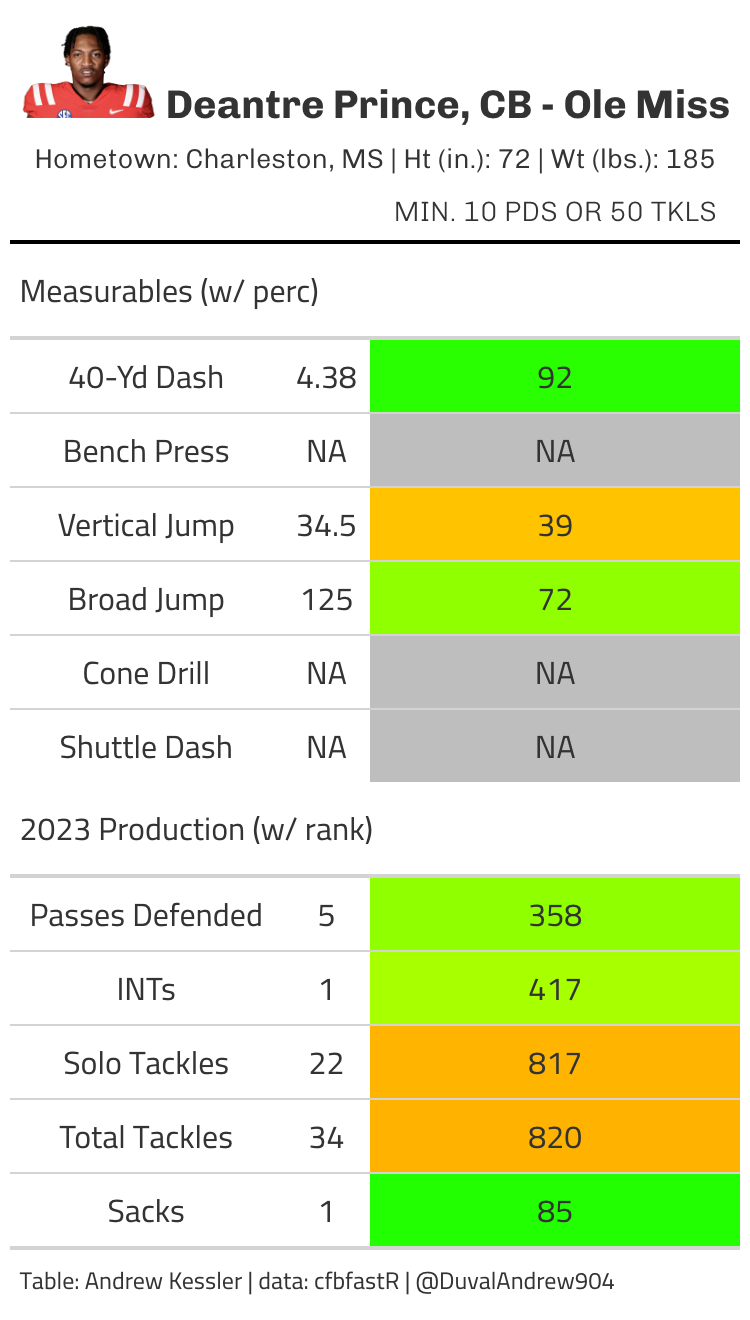 Deantre Prince, CB - Ole Miss
Hometown: Charleston, MS | Ht (in.): 72 | Wt (lbs.): 185
MIN. 10 PDS OR 50 TKLS
Measurables (w/ perc)
40-Yd Dash 4.38 92
Bench Press NA NA
Vertical Jump 34.5 39
Broad Jump 125 72
Cone Drill NA NA
Shuttle Dash NA NA
2023 Production (w/ rank)
Passes Defended 5 358
INTs 1 417
Solo Tackles 22 817
Total Tackles 34 820
Sacks 1 85
Table: Andrew Kessler | data: cfbfastR | @DuvalAndrew904